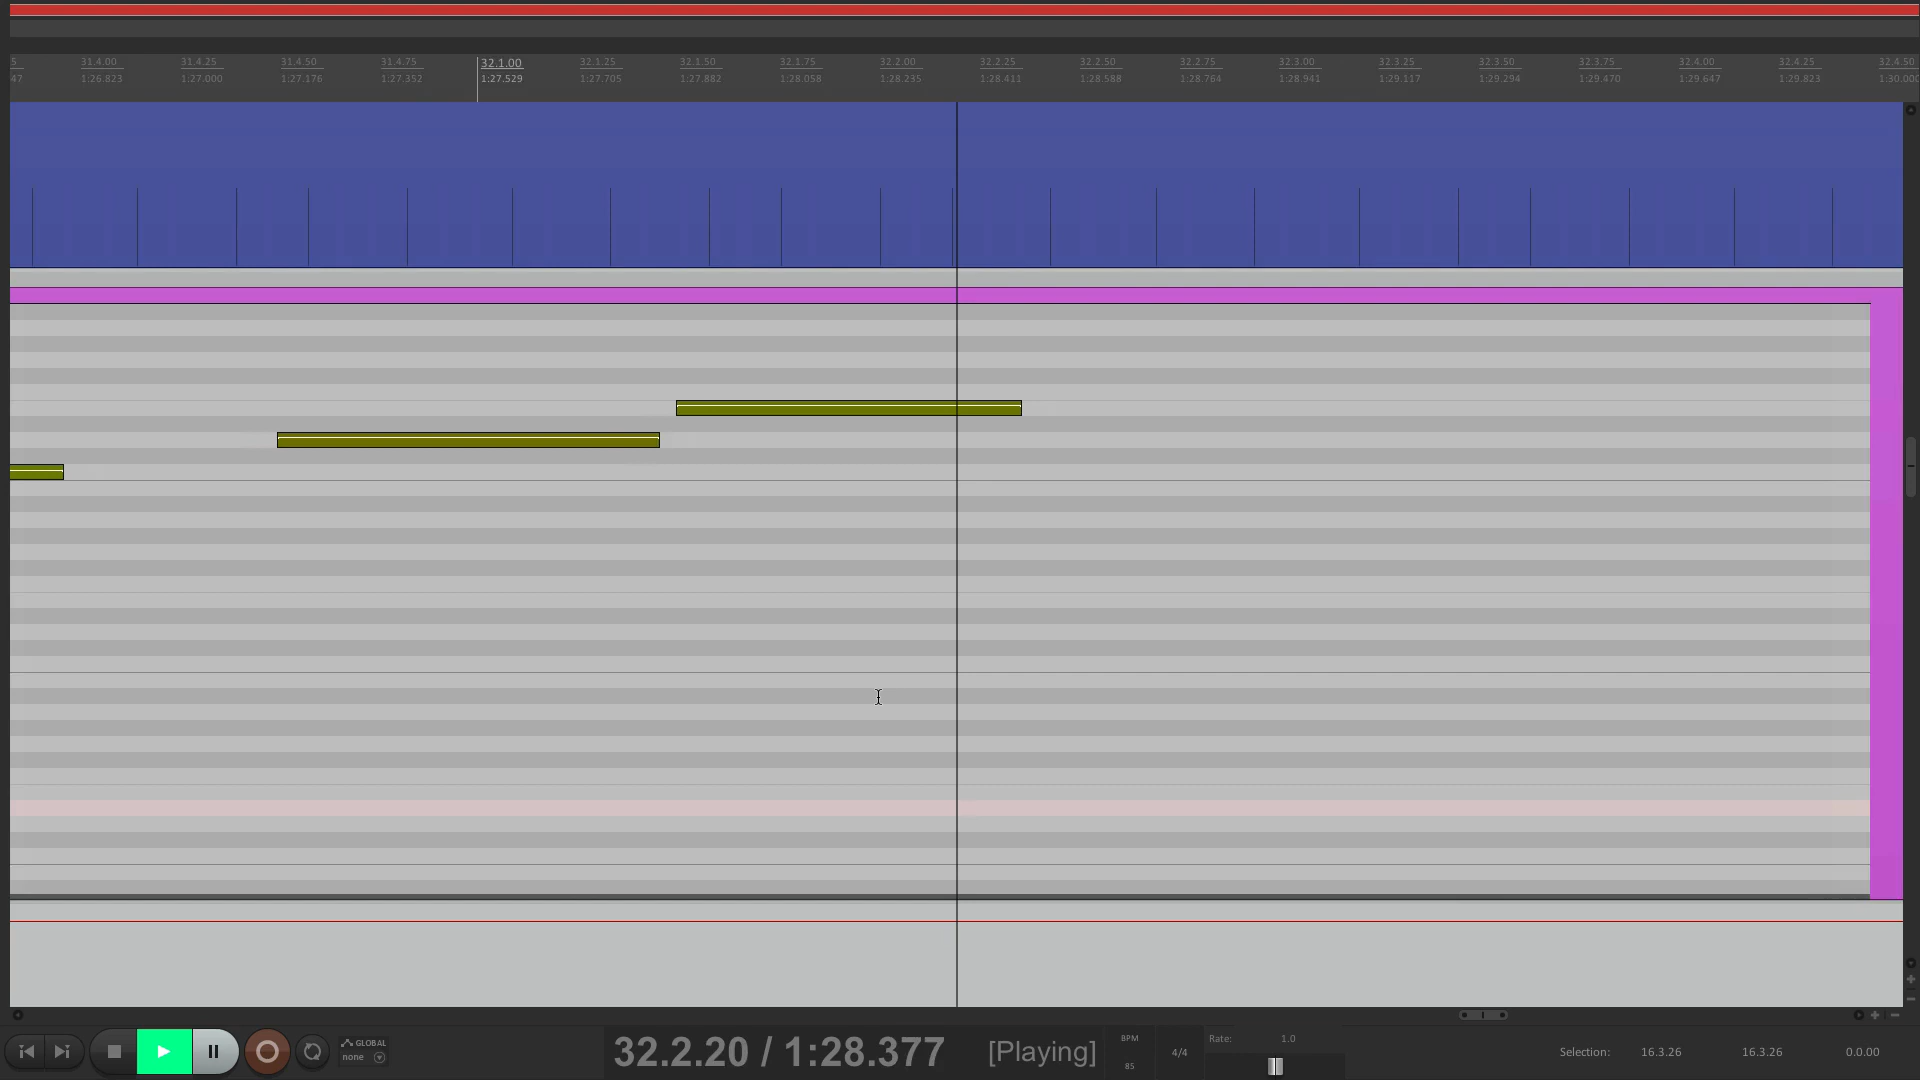 5 31.4.00 31.4.25 31.4.50 31.4.75 32.1.00 32.1.25 32.1.50 32.1.75 32.2.00 32.2.25 32.2.50 32.2.75 32.3.00 32.3.25 32.3.50 32.3.75 32.4.00 32.4.25 32.4.50
47 1:26.823 1:27.000 1:27.176 1:27.352 1:27.529 1:27.705 1:27.882 1:28.058 1:28.235 1:28.411 1:28.588 1:28.764 1:28.941 1:29.117 1:29.294 1:29.470 1:29.647 1:29.823 1:30.000
GLOBAL
none
32.2.20 / 1:28.377 [Playing]
BPM
85
4/4
Rate: 1.0
Selection: 16.3.26 16.3.26 0.0.00